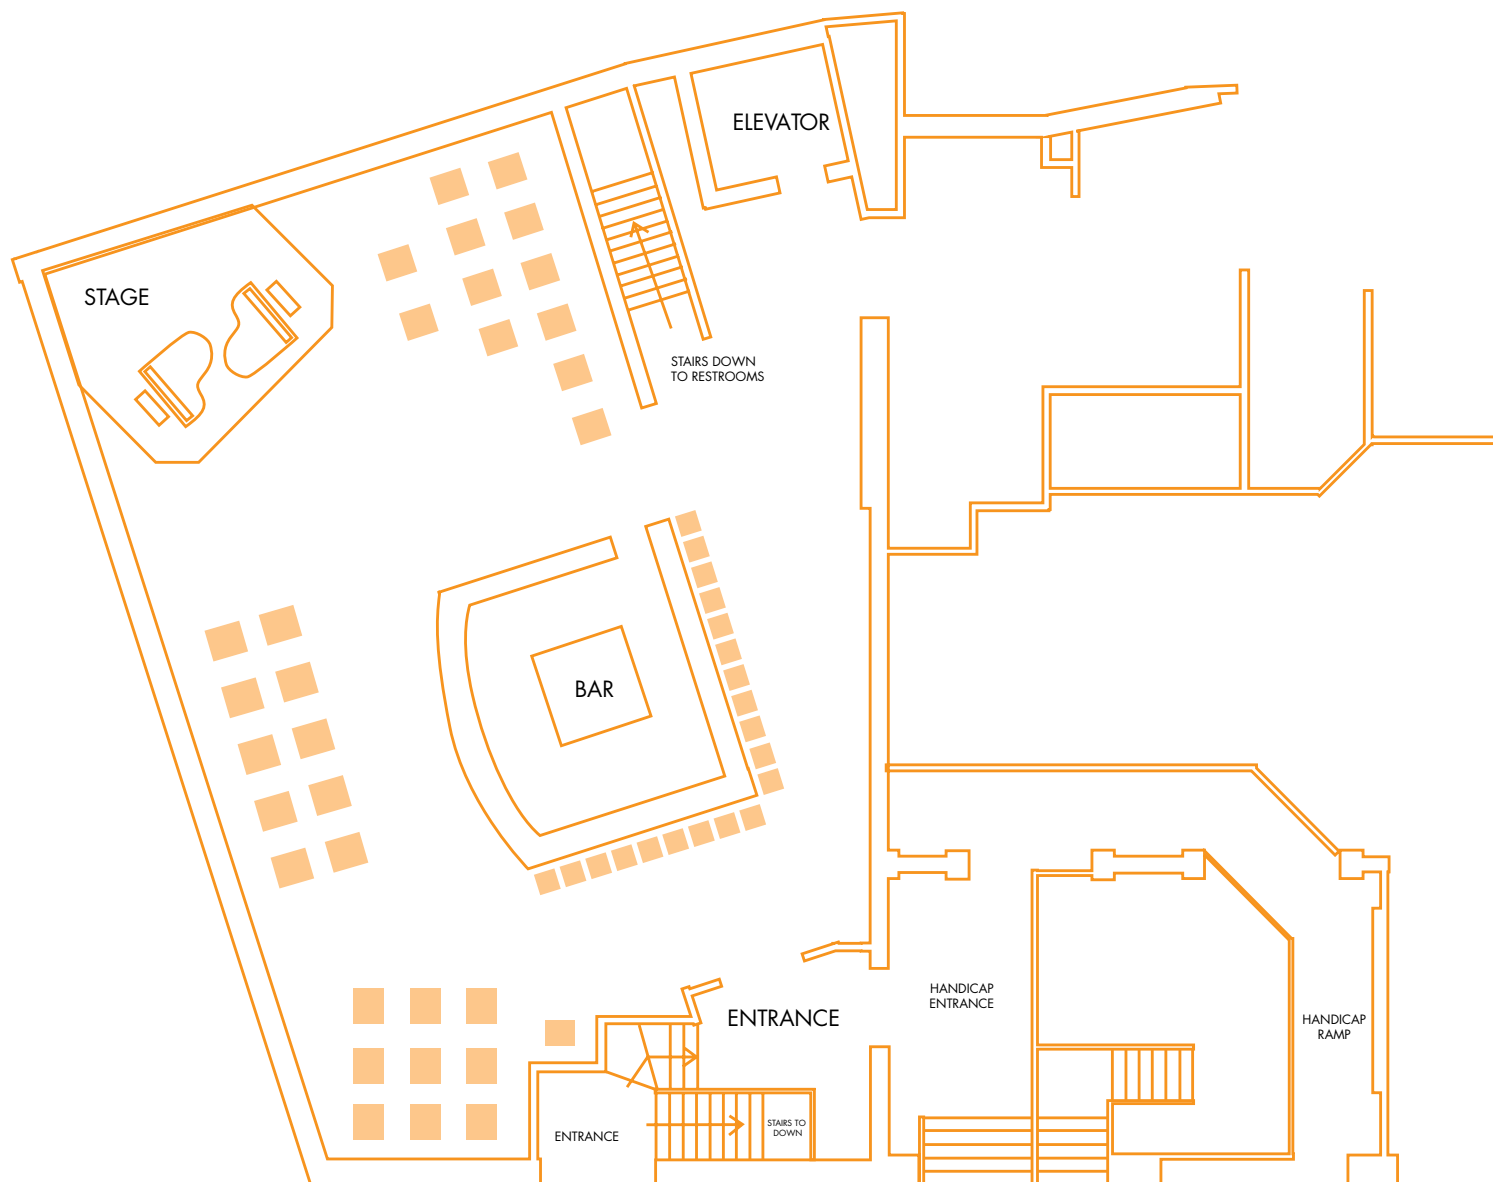 ELEVATOR
STAGE
STAIRS DOWN
TO RESTROOMS
BAR
HANDICAP
ENTRANCE
ENTRANCE
HANDICAP
RAMP
STAIRS TO
DOWN
ENTRANCE